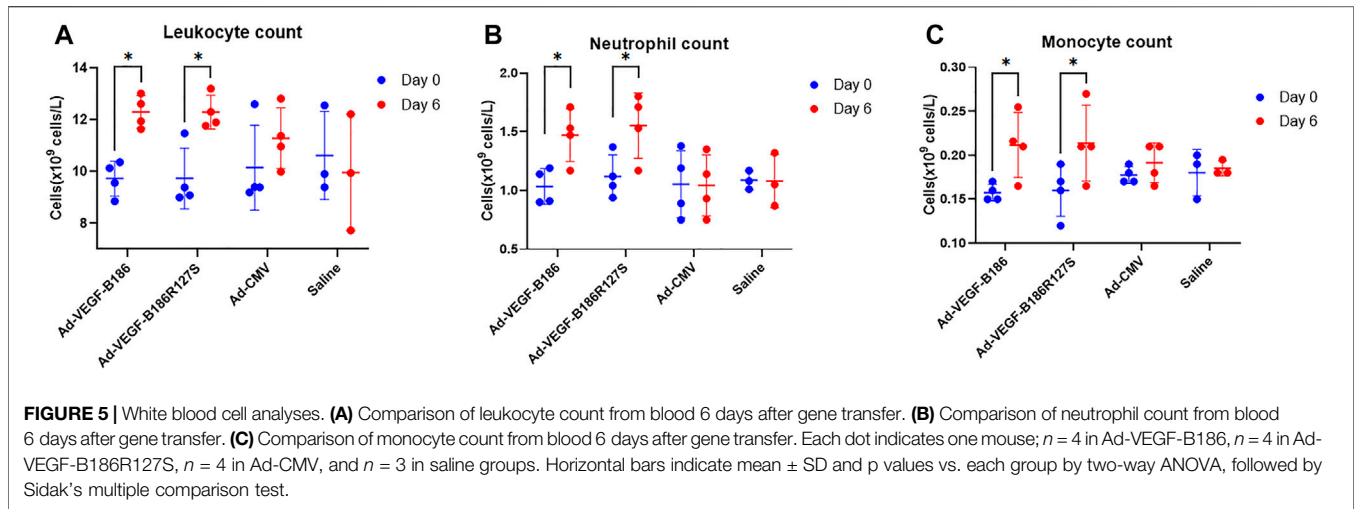 A
Leukocyte count
*
*
Day 0
Day 6
Cells(x10⁹ cells/L)
14
12
10
8
Ad-VEGF-B186
Ad-VEGF-B186R127S
Ad-CMV
Saline
B
Neutrophil count
*
*
Day 0
Day 6
Cells(x10⁹ cells/L)
2.0
1.5
1.0
0.5
Ad-VEGF-B186
Ad-VEGF-B186R127S
Ad-CMV
Saline
C
Monocyte count
*
*
Day 0
Day 6
Cells(x10⁹ cells/L)
0.30
0.25
0.20
0.15
0.10
Ad-VEGF-B186
Ad-VEGF-B186R127S
Ad-CMV
Saline
FIGURE 5 | White blood cell analyses. (A) Comparison of leukocyte count from blood 6 days after gene transfer. (B) Comparison of neutrophil count from blood
6 days after gene transfer. (C) Comparison of monocyte count from blood 6 days after gene transfer. Each dot indicates one mouse; n = 4 in Ad-VEGF-B186, n = 4 in Ad-
VEGF-B186R127S, n = 4 in Ad-CMV, and n = 3 in saline groups. Horizontal bars indicate mean ± SD and p values vs. each group by two-way ANOVA, followed by
Sidak's multiple comparison test.